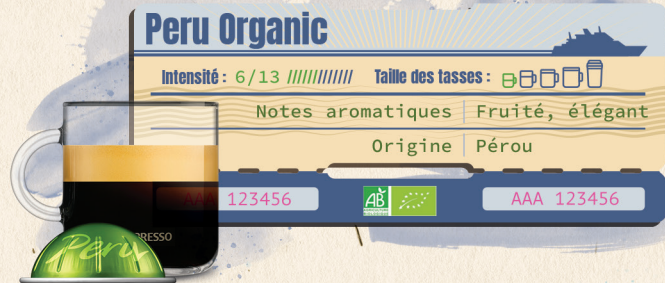 Peru Organic
Intensité : 6/13 Taille des tasses :
Notes aromatiques Fruité, élégant
Origine Pérou
AAA 123456 AB AAA 123456
RESSO
Peru